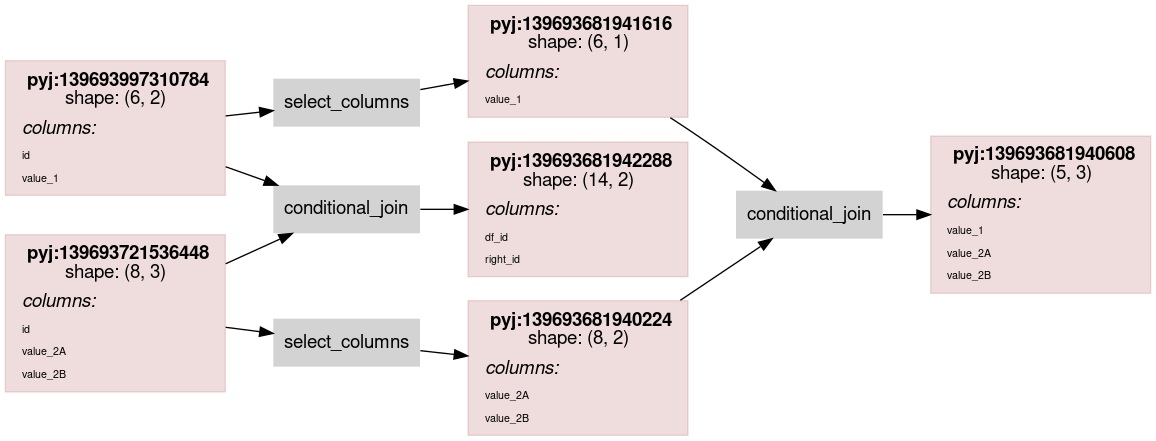 pyj:139693997310784
shape: (6, 2)
columns:
id
value_1
pyj:139693721536448
shape: (8, 3)
columns:
id
value_2A
value_2B
select_columns
conditional_join
select_columns
pyj:139693681941616
shape: (6, 1)
columns:
value_1
pyj:139693681942288
shape: (14, 2)
columns:
df_id
right_id
pyj:139693681940224
shape: (8, 2)
columns:
value_2A
value_2B
conditional_join
pyj:139693681940608
shape: (5, 3)
columns:
value_1
value_2A
value_2B